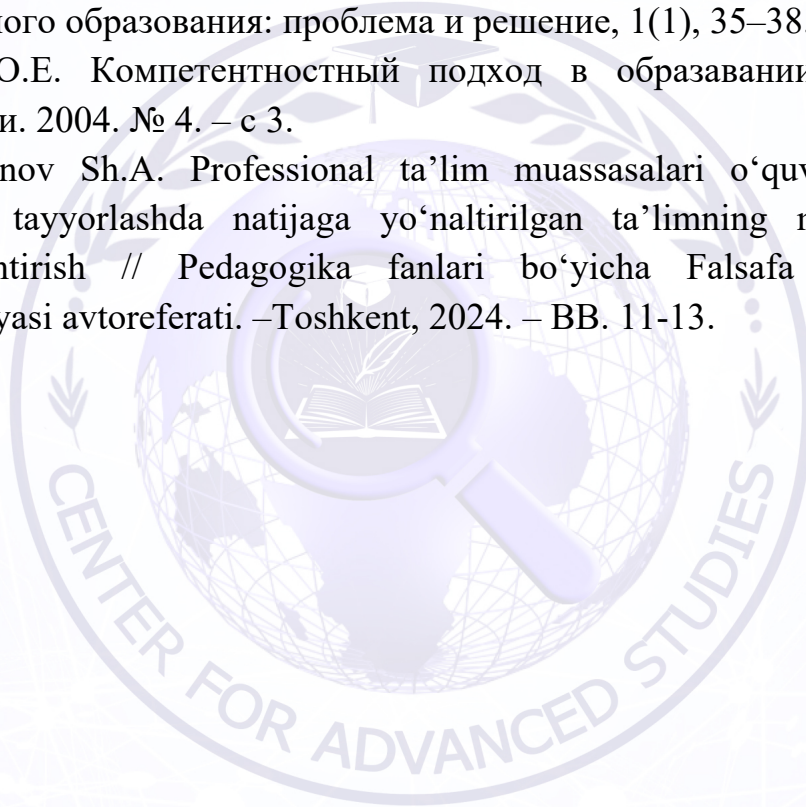 ного образования: проблема и решение, 1(1), 35–38.
О.Е. Компетентностный подход в образавании
и. 2004. № 4. – с 3.
nov Sh.A. Professional ta’lim muassasalari o‘quv
tayyorlashda natijaga yo‘naltirilgan ta’limning
ntirish // Pedagogika fanlari bo‘yicha Falsafa
yasi avtoreferati. –Toshkent, 2024. – BB. 11-13.
CENTER FOR ADVANCED STUDIES